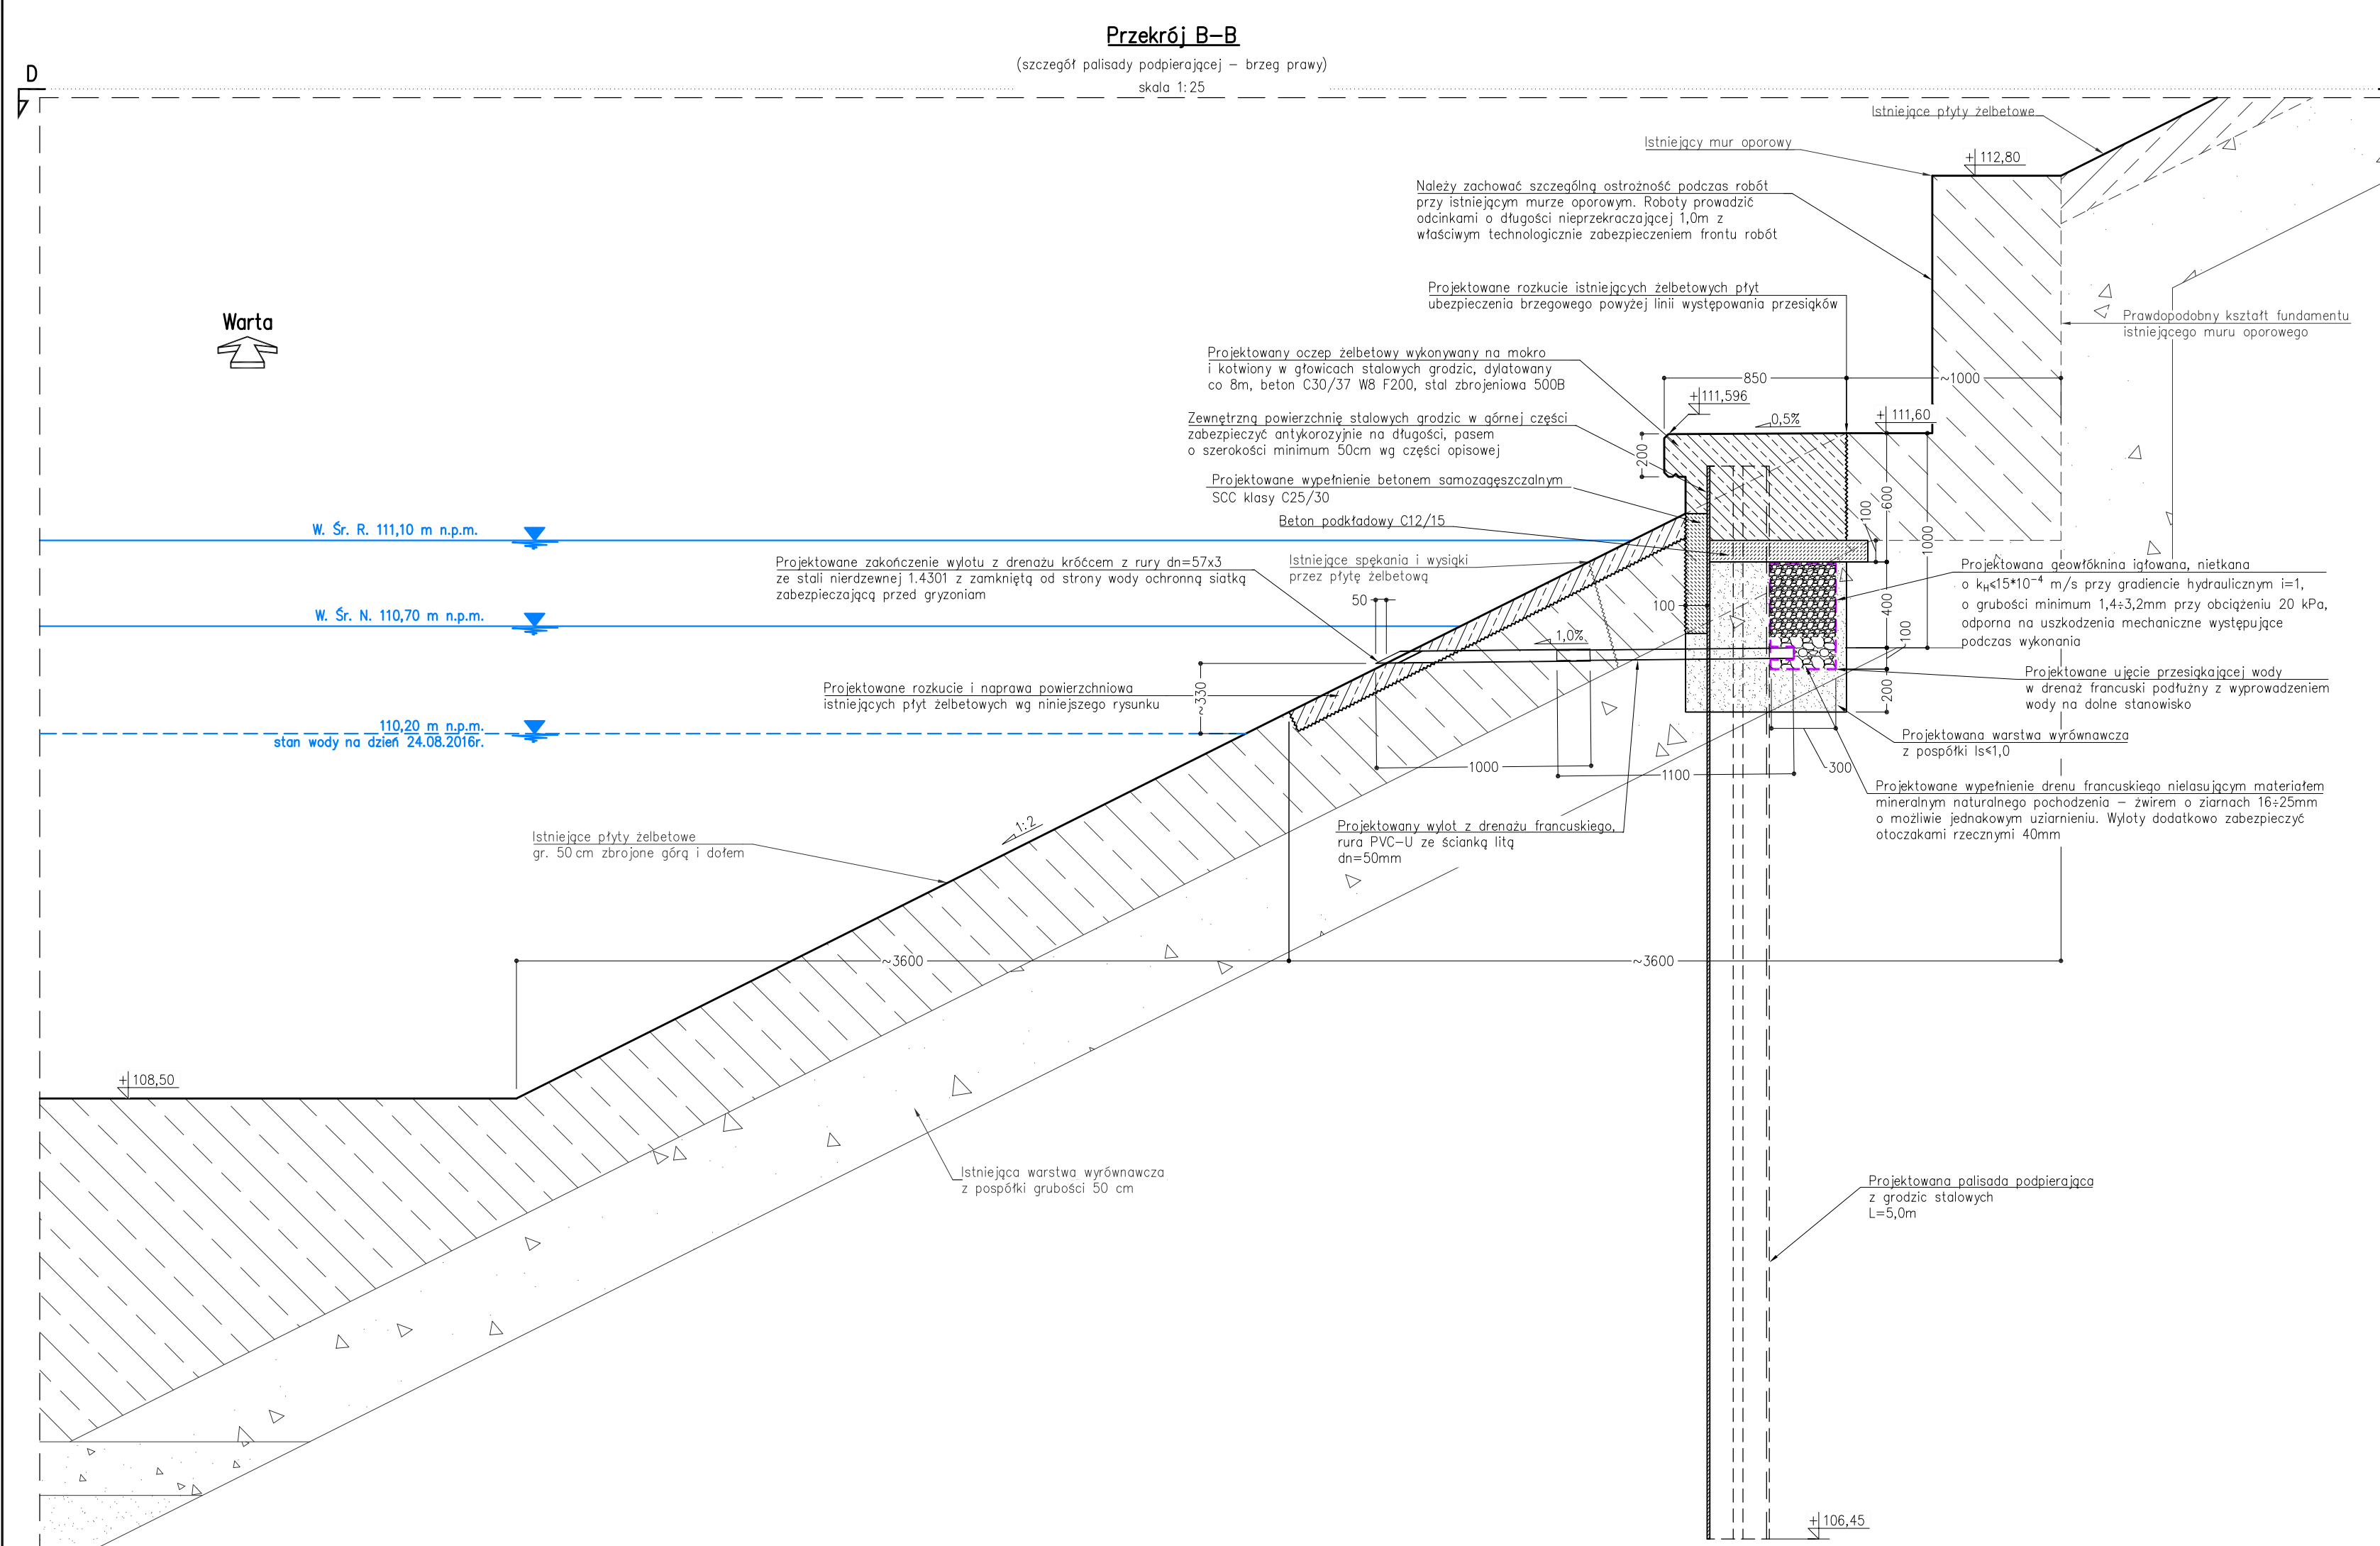 Przekrój B-B
(szczegół palisady podpierającej - brzeg prawy)
skala 1:25
D
Istniejące płyty żelbetowe
Istniejący mur oporowy
+ 112,80
Należy zachować szczególną ostrożność podczas robót
przy istniejącym murze oporowym. Roboty prowadzić
odcinkami o długości nieprzekraczającej 1,0m z
właściwym technologicznie zabezpieczeniem frontu robót
Projektowane rozkucie istniejących żelbetowych płyt
ubezpieczenia brzegowego powyżej linii występowania przesiąków
Warta
Prawdopodobny kształt fundamentu
istniejącego muru oporowego
Projektowany oczep żelbetowy wykonywany na mokro
i kotwiony w głowicach stalowych grodzic, dylatowany
co 8m, beton C30/37 W8 F200, stal zbrojeniowa 500B
850
~1000
+111,596
0,5%
+ 111,60
Zewnętrzną powierzchnię stalowych grodzic w górnej części
zabezpieczyć antykorozyjnie na długości, pasem
o szerokości minimum 50cm wg części opisowej
200
Projektowane wypełnienie betonem samozagęszczalnym
SCC klasy C25/30
600
100
1000
Beton podkładowy C12/15
W. Śr. R. 111,10 m n.p.m.
Projektowane zakończenie wylotu z drenażu króćcem z rury dn=57x3
ze stali nierdzewnej 1.4301 z zamkniętą od strony wody ochronną siatką
zabezpieczającą przed gryzoniam
Istniejące spękania i wysiąki
przez płytę żelbetową
50
100
400
100
Projektowana geowłóknina igłowana, nietkana
o kH≤15*10⁻⁴ m/s przy gradiencie hydraulicznym i=1,
o grubości minimum 1,4÷3,2mm przy obciążeniu 20 kPa,
odporna na uszkodzenia mechaniczne występujące
podczas wykonania
W. Śr. N. 110,70 m n.p.m.
1,0%
Projektowane ujęcie przesiąkającej wody
w drenaż francuski podłużny z wyprowadzeniem
wody na dolne stanowisko
200
Projektowane rozkucie i naprawa powierzchniowa
istniejących płyt żelbetowych wg niniejszego rysunku
~330
110,20 m n.p.m.
stan wody na dzień 24.08.2016r.
Projektowana warstwa wyrównawcza
z pospółki Is≤1,0
1000
1100
300
Projektowane wypełnienie drenu francuskiego nielasującym materiałem
mineralnym naturalnego pochodzenia - żwirem o ziarnach 16÷25mm
o możliwie jednakowym uziarnieniu. Wyloty dodatkowo zabezpieczyć
otoczakami rzecznymi 40mm
Istniejące płyty żelbetowe
gr. 50 cm zbrojone górą i dołem
1:2
Projektowany wylot z drenażu francuskiego,
rura PVC-U ze ścianką litą
dn=50mm
~3600
~3600
+ 108,50
Istniejąca warstwa wyrównawcza
z pospółki grubości 50 cm
Projektowana palisada podpierająca
z grodzic stalowych
L=5,0m
+ 106,45